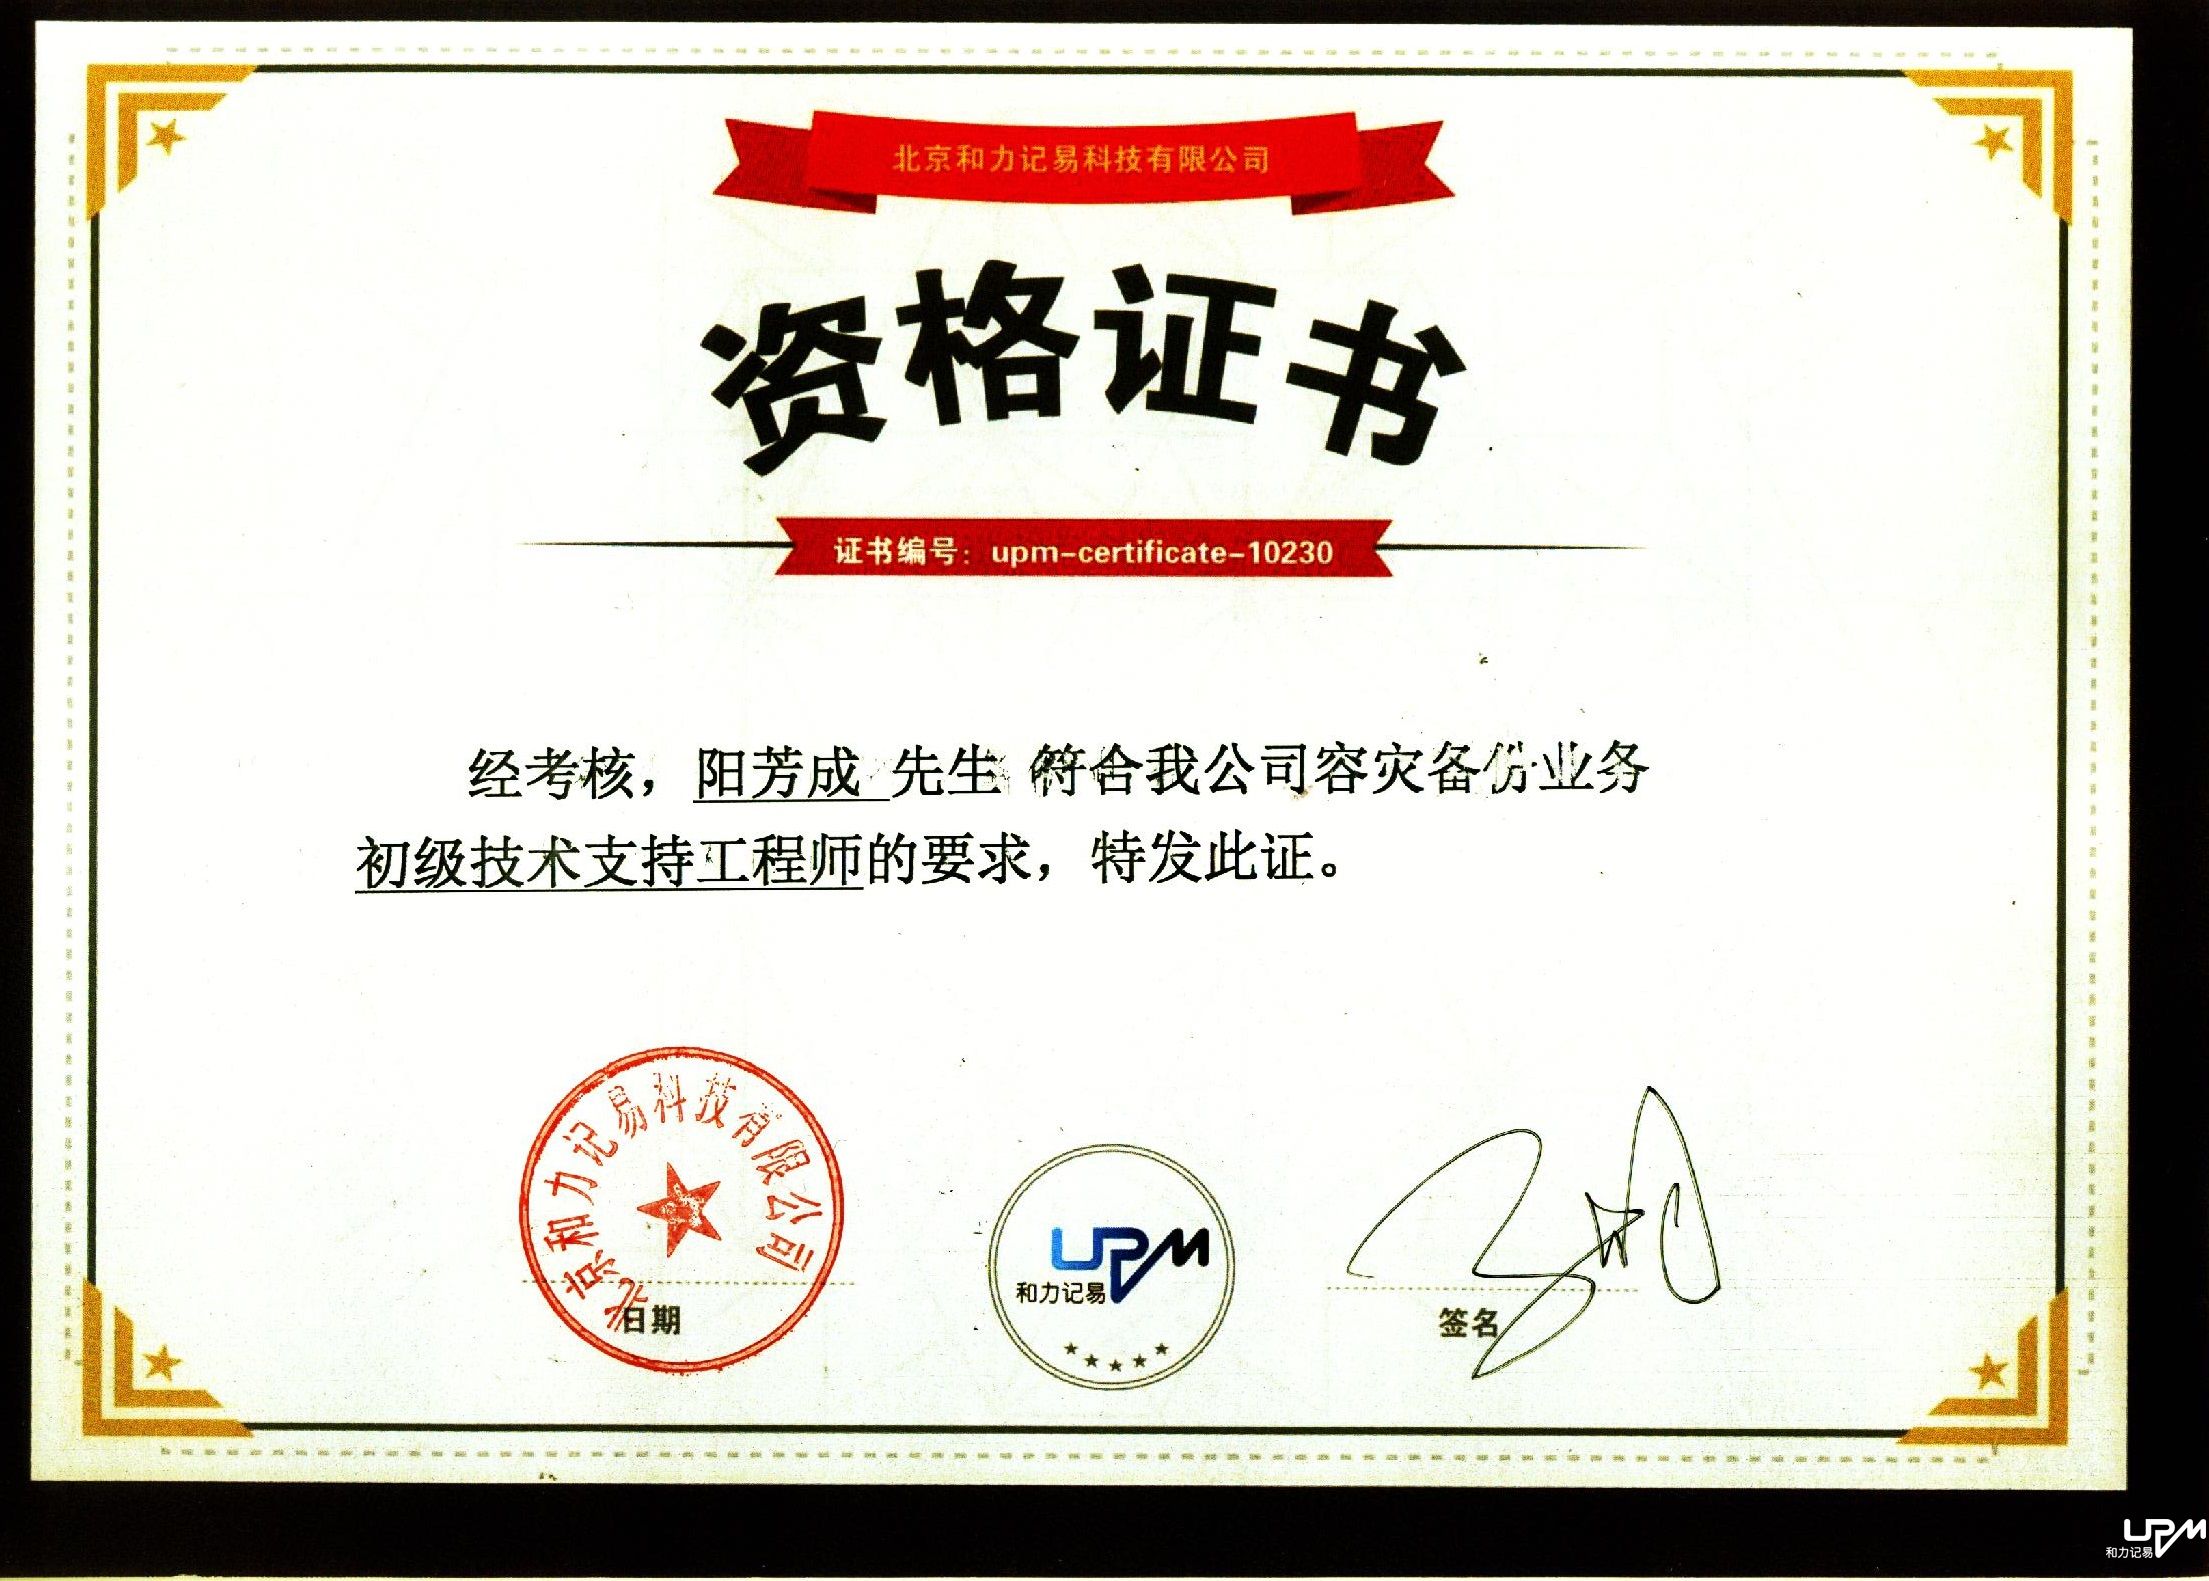 北京和力记易科技有限公司
资格证书
证书编号：upm-certificate-10230
经考核，阳芳成 先生 符合我公司容灾备份业务
初级技术支持工程师的要求，特发此证。
北京和力记易科技有限公司
日期
UPM
和力记易
签名
UPM
和力记易